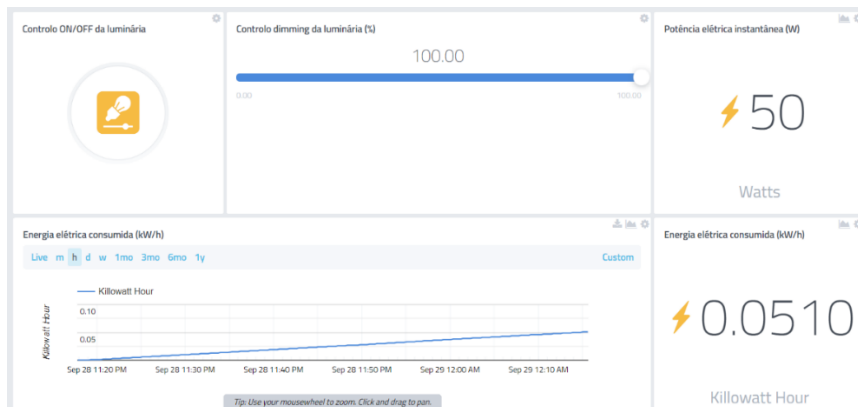 Controlo ON/OFF da luminária
Controlo dimming da luminária (%)
100.00
0.00
100.00
Potência elétrica instantânea (W)
50
Watts
Energia elétrica consumida (kW/h)
Live m h d w 1mo 3mo 6mo 1y
Custom
Killowatt Hour
Killowatt Hour
0.10
0.05
Sep 28 11:20 PM Sep 28 11:30 PM Sep 28 11:40 PM Sep 28 11:50 PM Sep 29 12:00 AM Sep 29 12:10 AM
Tip: Use your mousewheel to zoom. Click and drag to pan.
Energia elétrica consumida (kW/h)
0.0510
Killowatt Hour